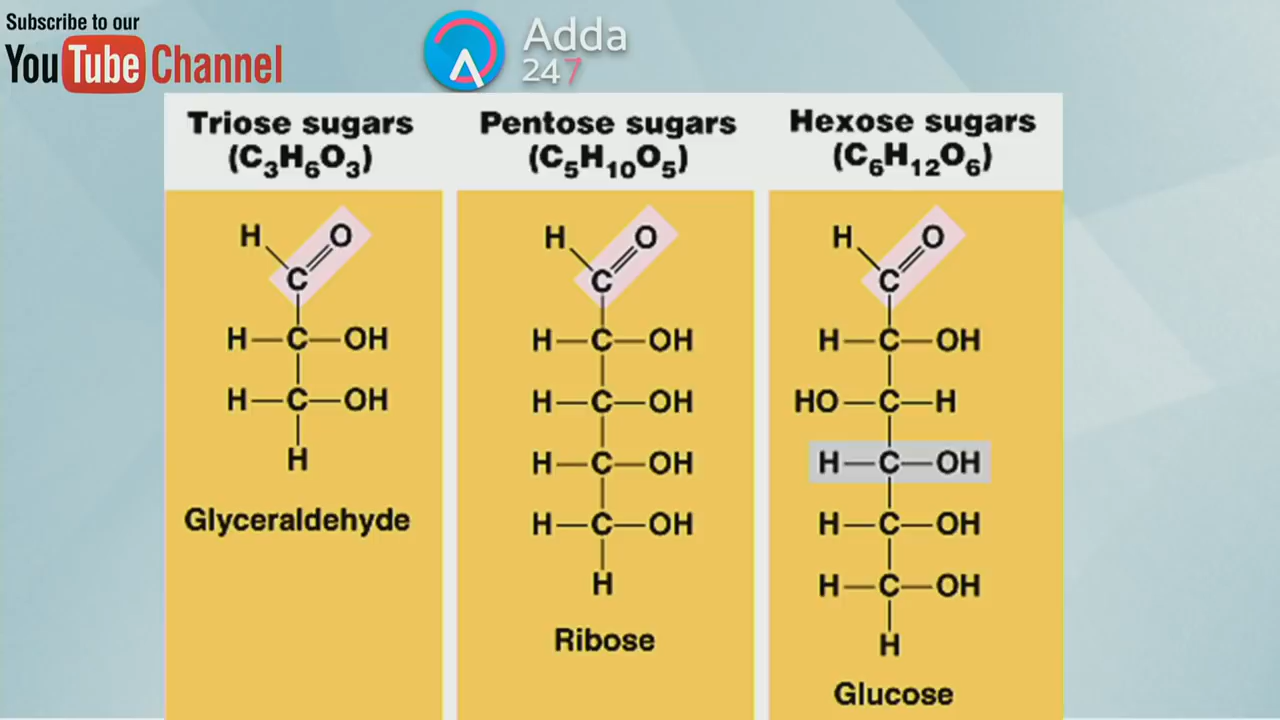 Subscribe to our
YouTube Channel
Adda
247
Triose sugars
(C₃H₆O₃)
H O
C
H—C—OH
H—C—OH
H
Glyceraldehyde
Pentose sugars
(C₅H₁₀O₅)
H O
C
H—C—OH
H—C—OH
H—C—OH
H—C—OH
H
Ribose
Hexose sugars
(C₆H₁₂O₆)
H O
C
H—C—OH
HO—C—H
H—C—OH
H—C—OH
H—C—OH
H
Glucose